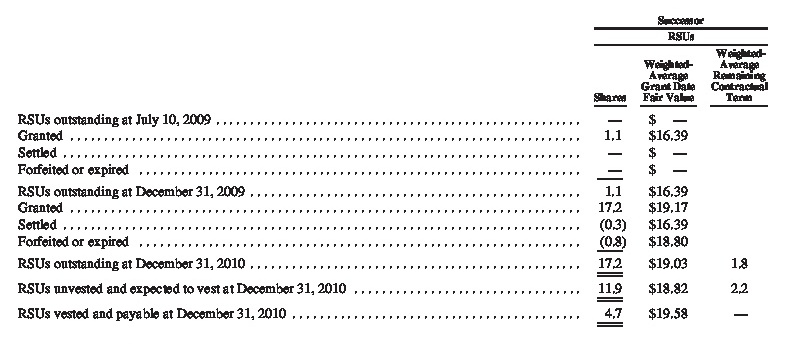 Successor
RSUs
Shares Weighted-Average Grant Date Fair Value Weighted-Average Remaining Contractual Term
RSUs outstanding at July 10, 2009 — $ —
Granted 1.1 $16.39
Settled — $ —
Forfeited or expired — $ —
RSUs outstanding at December 31, 2009 1.1 $16.39
Granted 17.2 $19.17
Settled (0.3) $16.39
Forfeited or expired (0.8) $18.80
RSUs outstanding at December 31, 2010 17.2 $19.03 1.8
RSUs unvested and expected to vest at December 31, 2010 11.9 $18.82 2.2
RSUs vested and payable at December 31, 2010 4.7 $19.58 —